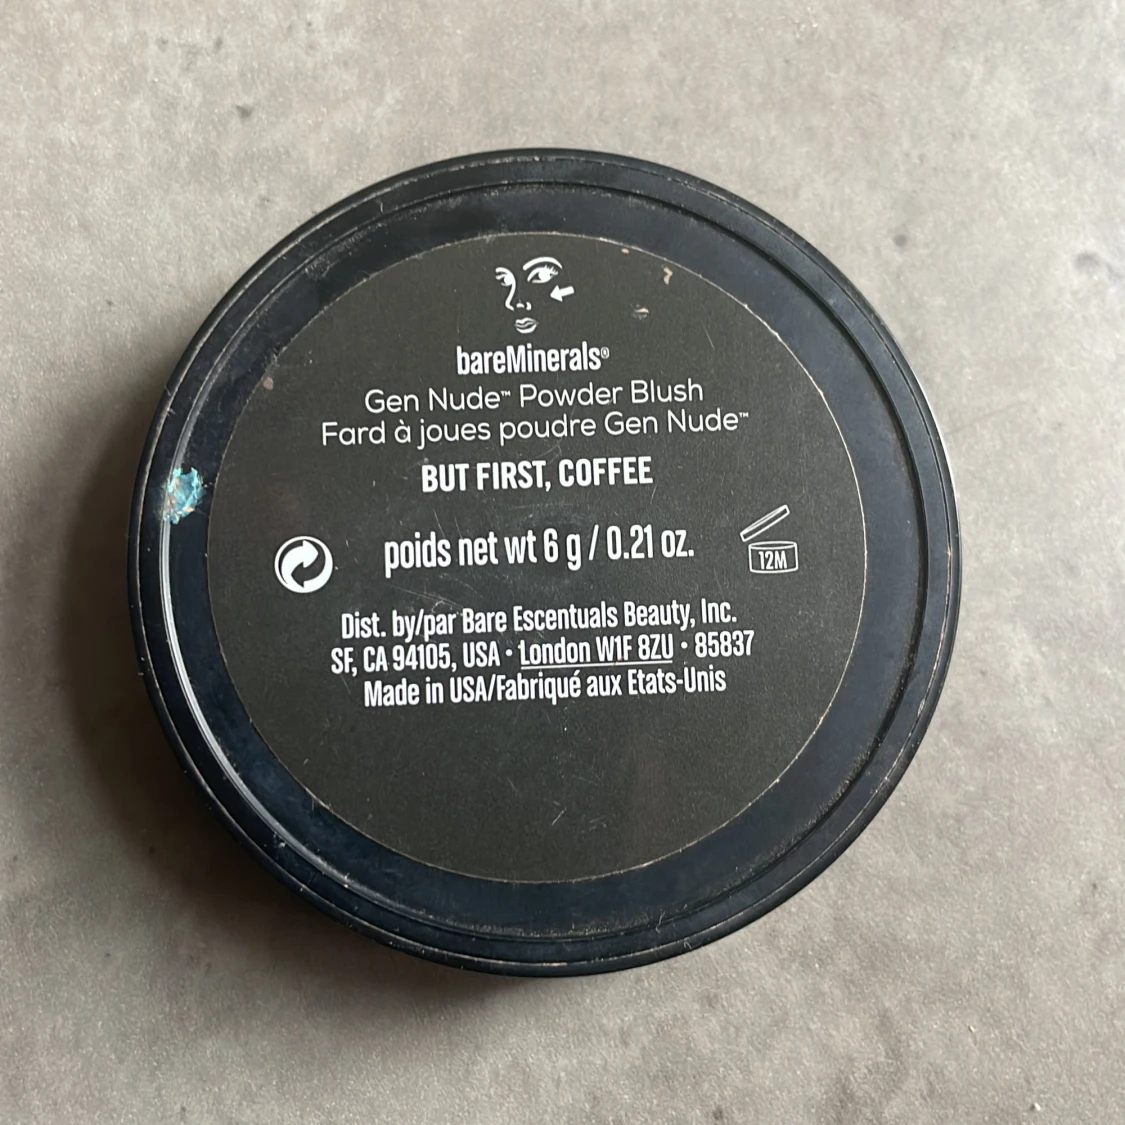 bareMinerals®
Gen Nude™ Powder Blush
Fard à joues poudre Gen Nude™
BUT FIRST, COFFEE
poids net wt 6 g / 0.21 oz.
12M
Dist. by/par Bare Escentuals Beauty, Inc.
SF, CA 94105, USA · London W1F 8ZU · 85837
Made in USA/Fabriqué aux Etats-Unis